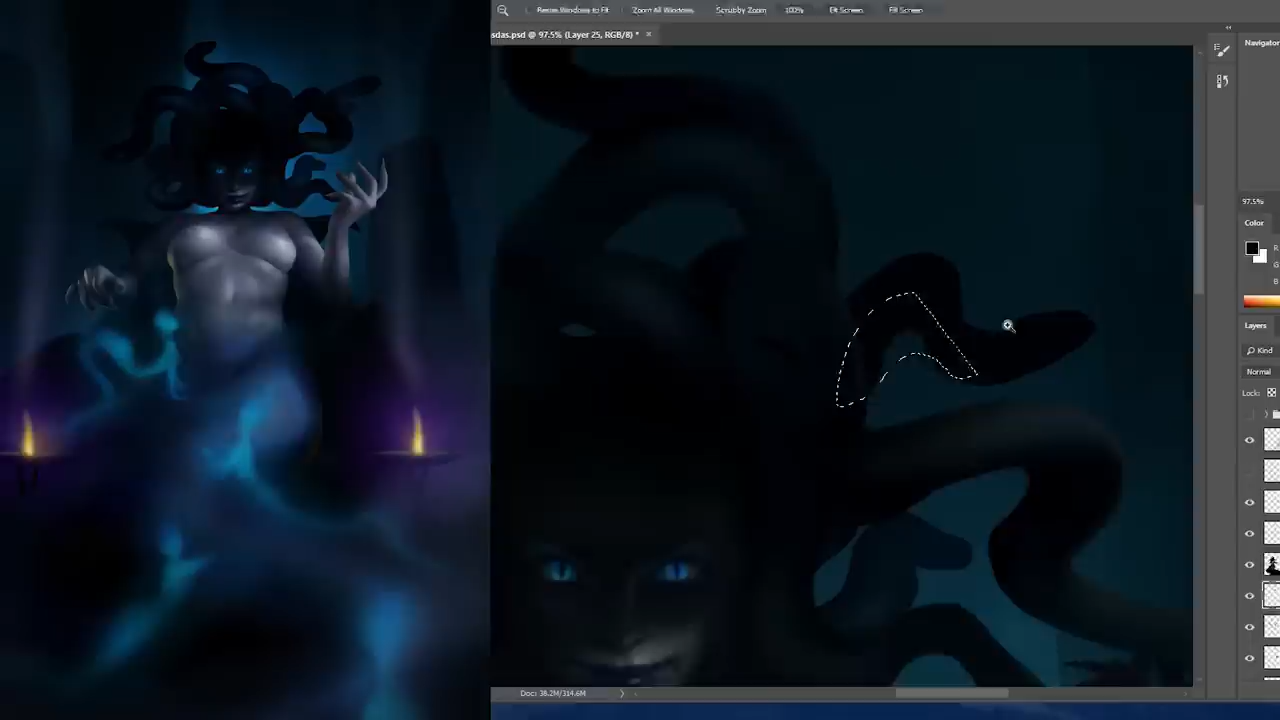 Resize Windows to Fit Zoom All Windows Scrubby Zoom 100% Fit Screen Fill Screen
sdas.psd @ 97.5% (Layer 25, RGB/8) * ×
Navigator
97.5%
Color
R
G
B
Layers
Kind
Normal
Lock:
Doc: 38.2M/314.6M